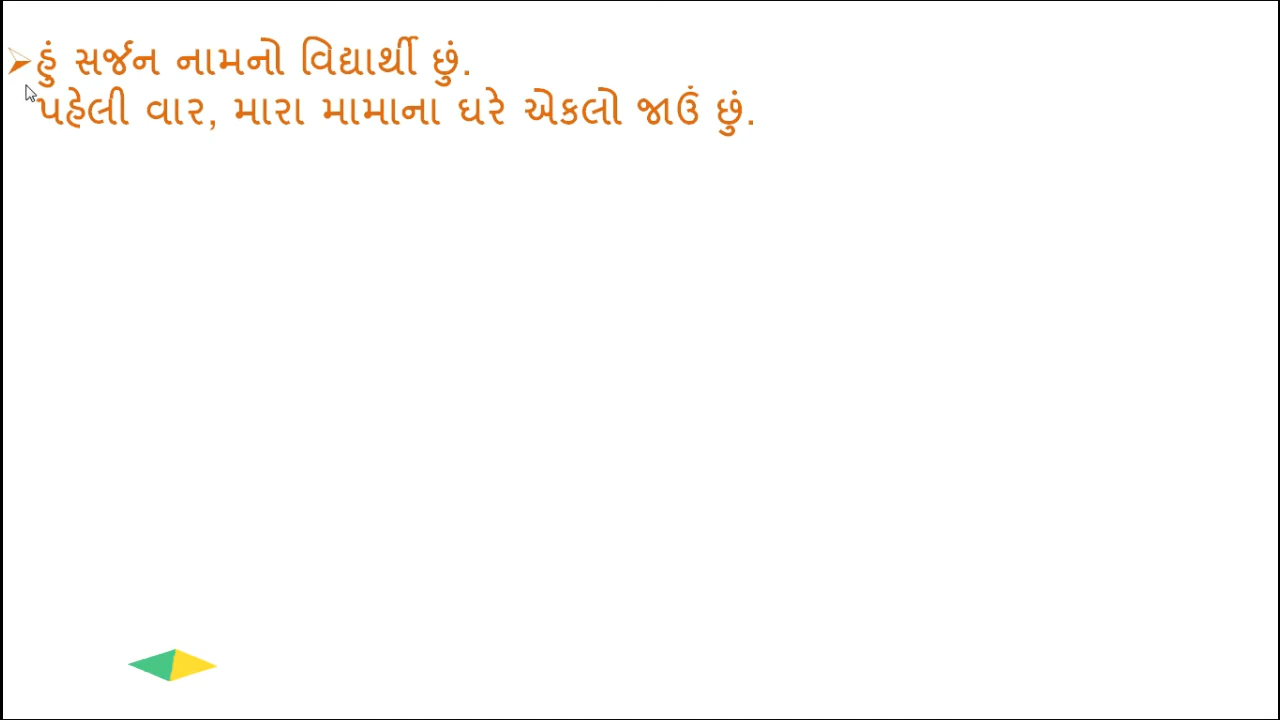 હું સર્જન નામનો વિદ્યાર્થી છું.
પહેલી વાર, મારા મામાના ઘરે એકલો જાઉં છું.